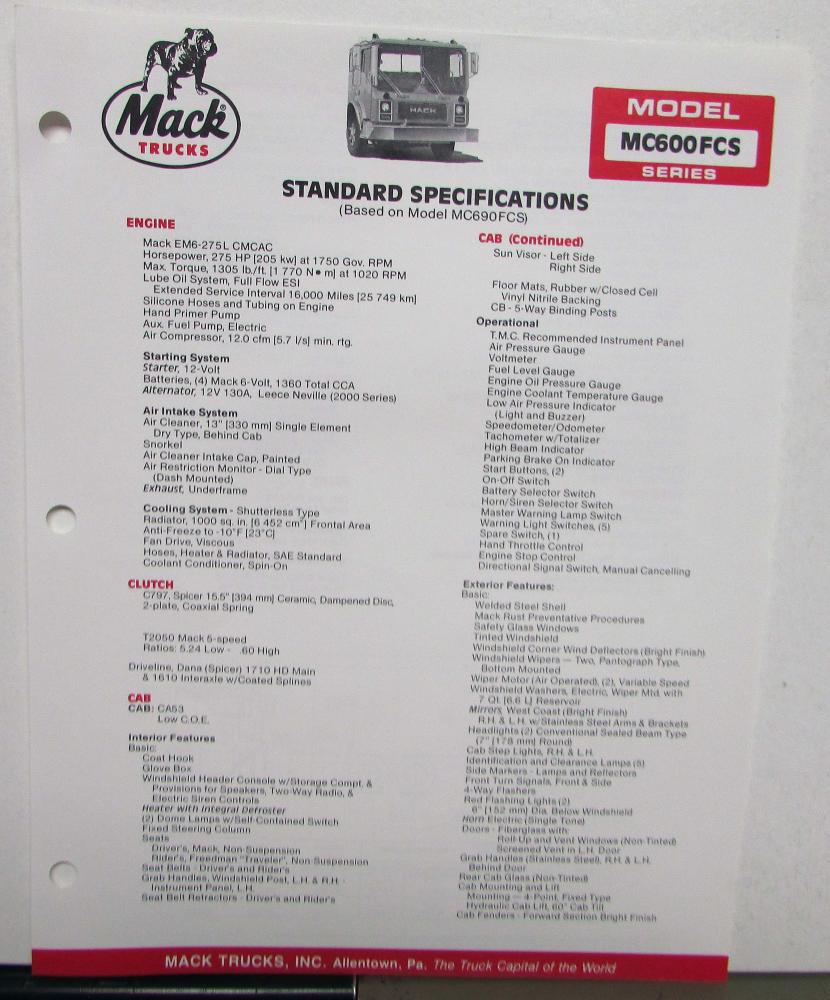 Mack
TRUCKS
MACK
MODEL
MC600FCS
SERIES
STANDARD SPECIFICATIONS
(Based on Model MC690FCS)
ENGINE
Mack EM6-275L CMCAC
Horsepower, 275 HP [205 kw] at 1750 Gov. RPM
Max. Torque, 1305 lb./ft. [1 770 N•m] at 1020 RPM
Lube Oil System, Full Flow ESI
Extended Service Interval 16,000 Miles [25 749 km]
Silicone Hoses and Tubing on Engine
Hand Primer Pump
Aux. Fuel Pump, Electric
Air Compressor, 12.0 cfm [5.7 l/s] min. rtg.
Starting System
Starter, 12-Volt
Batteries, (4) Mack 6-Volt, 1360 Total CCA
Alternator, 12V 130A, Leece Neville (2000 Series)
Air Intake System
Air Cleaner, 13" [330 mm] Single Element
Dry Type, Behind Cab
Snorkel
Air Cleaner Intake Cap, Painted
Air Restriction Monitor - Dial Type
(Dash Mounted)
Exhaust, Underframe
Cooling System - Shutterless Type
Radiator, 1000 sq. in. [6 452 cm²] Frontal Area
Anti-Freeze to -10°F [23°C]
Fan Drive, Viscous
Hoses, Heater & Radiator, SAE Standard
Coolant Conditioner, Spin-On
CLUTCH
C797, Spicer 15.5" [394 mm] Ceramic, Dampened Disc,
2-plate, Coaxial Spring
T2050 Mack 5-speed
Ratios: 5.24 Low - .60 High
Driveline, Dana (Spicer) 1710 HD Main
& 1610 Interaxle w/Coated Splines
CAB
CAB: CA53
Low C.O.E.
Interior Features
Basic:
Coat Hook
Glove Box
Windshield Header Console w/Storage Compt. &
Provisions for Speakers, Two-Way Radio, &
Electric Siren Controls
Heater with Integral Defroster
(2) Dome Lamps w/Self-Contained Switch
Fixed Steering Column
Seats
Driver's, Mack, Non-Suspension
Rider's, Freedman "Traveler", Non-Suspension
Seat Belts - Driver's and Rider's
Grab Handles, Windshield Post, L.H. & R.H. -
Instrument Panel, L.H.
Seat Belt Retractors - Driver's and Rider's
CAB (Continued)
Sun Visor - Left Side
Right Side
Floor Mats, Rubber w/Closed Cell
Vinyl Nitrile Backing
CB - 5-Way Binding Posts
Operational
T.M.C. Recommended Instrument Panel
Air Pressure Gauge
Voltmeter
Fuel Level Gauge
Engine Oil Pressure Gauge
Engine Coolant Temperature Gauge
Low Air Pressure Indicator
(Light and Buzzer)
Speedometer/Odometer
Tachometer w/Totalizer
High Beam Indicator
Parking Brake On Indicator
Start Buttons, (2)
On-Off Switch
Battery Selector Switch
Horn/Siren Selector Switch
Master Warning Lamp Switch
Warning Light Switches, (5)
Spare Switch, (1)
Hand Throttle Control
Engine Stop Control
Directional Signal Switch, Manual Cancelling
Exterior Features:
Basic:
Welded Steel Shell
Mack Rust Preventative Procedures
Safety Glass Windows
Tinted Windshield
Windshield Corner Wind Deflectors (Bright Finish)
Windshield Wipers — Two, Pantograph Type,
Bottom Mounted
Wiper Motor (Air Operated), (2), Variable Speed
Windshield Washers, Electric, Wiper Mtd. with
7 Qt. [6.6 L] Reservoir
Mirrors, West Coast (Bright Finish)
R.H. & L.H. w/Stainless Steel Arms & Brackets
Headlights (2) Conventional Sealed Beam Type
(7" [178 mm] Round)
Cab Step Lights, R.H. & L.H.
Identification and Clearance Lamps (5)
Side Markers - Lamps and Reflectors
Front Turn Signals, Front & Side
4-Way Flashers
Red Flashing Lights (2)
6" [152 mm] Dia. Below Windshield
Horn Electric (Single Tone)
Doors - Fiberglass with:
Roll-Up and Vent Windows (Non-Tinted)
Screened Vent in L.H. Door
Grab Handles (Stainless Steel), R.H. & L.H.
Behind Door
Rear Cab Glass (Non-Tinted)
Cab Mounting and Lift
Mounting — 4-Point, Fixed Type
Hydraulic Cab Lift, 60° Cab Tilt
Cab Fenders - Forward Section Bright Finish
MACK TRUCKS, INC. Allentown, Pa. The Truck Capital of the World